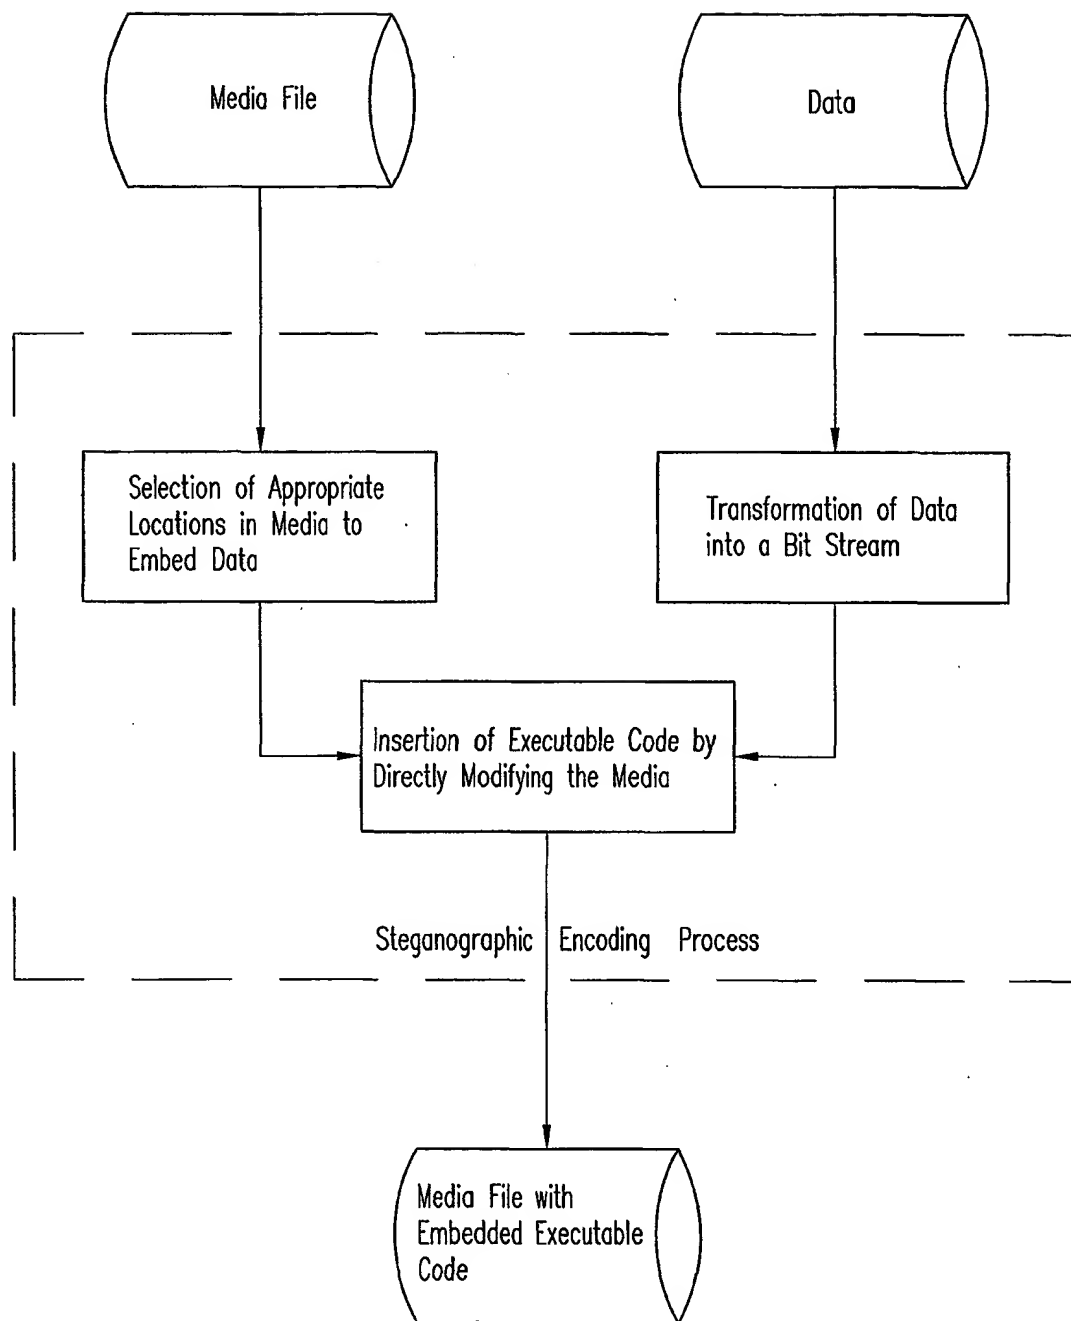 Media File
Data
Selection of Appropriate
Locations in Media to
Embed Data
Transformation of Data
into a Bit Stream
Insertion of Executable Code by
Directly Modifying the Media
Steganographic Encoding Process
Media File with
Embedded Executable
Code